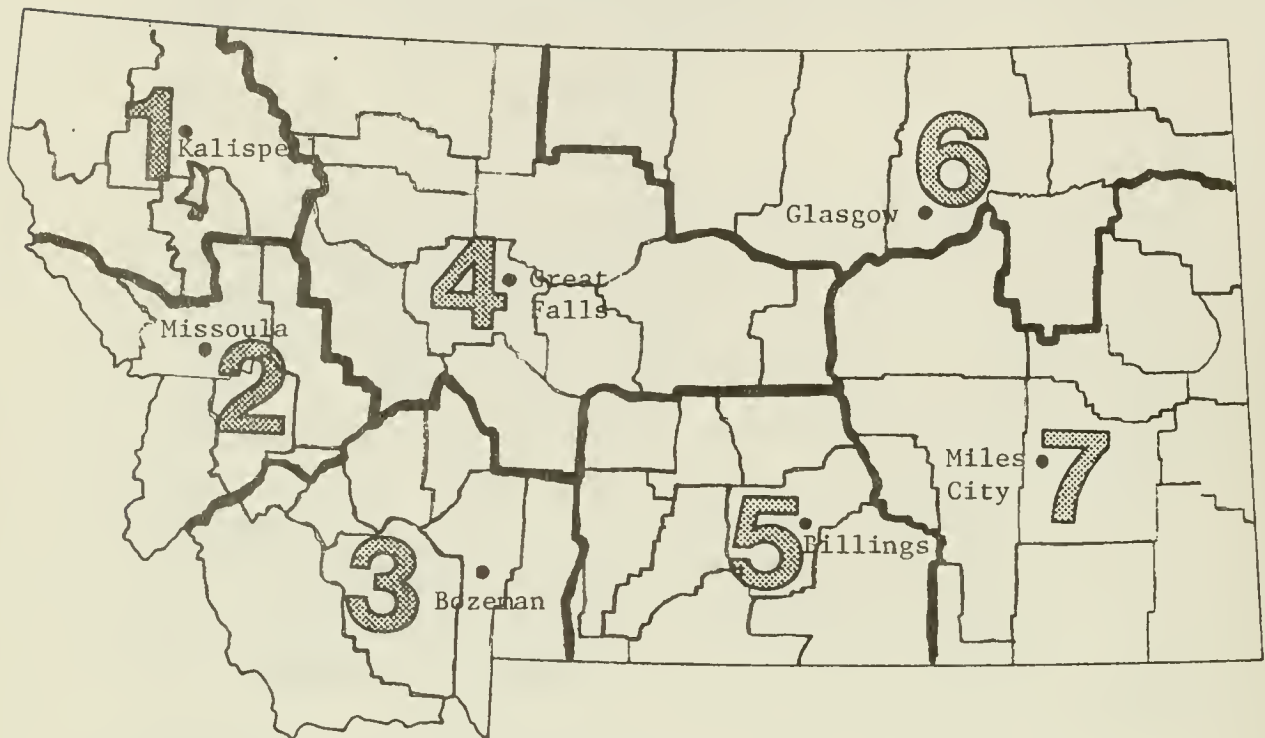 1
Kalispell
6
Glasgow
4
Great
Falls
Missoula
2
Miles
City
7
5
Billings
3
Bozeman